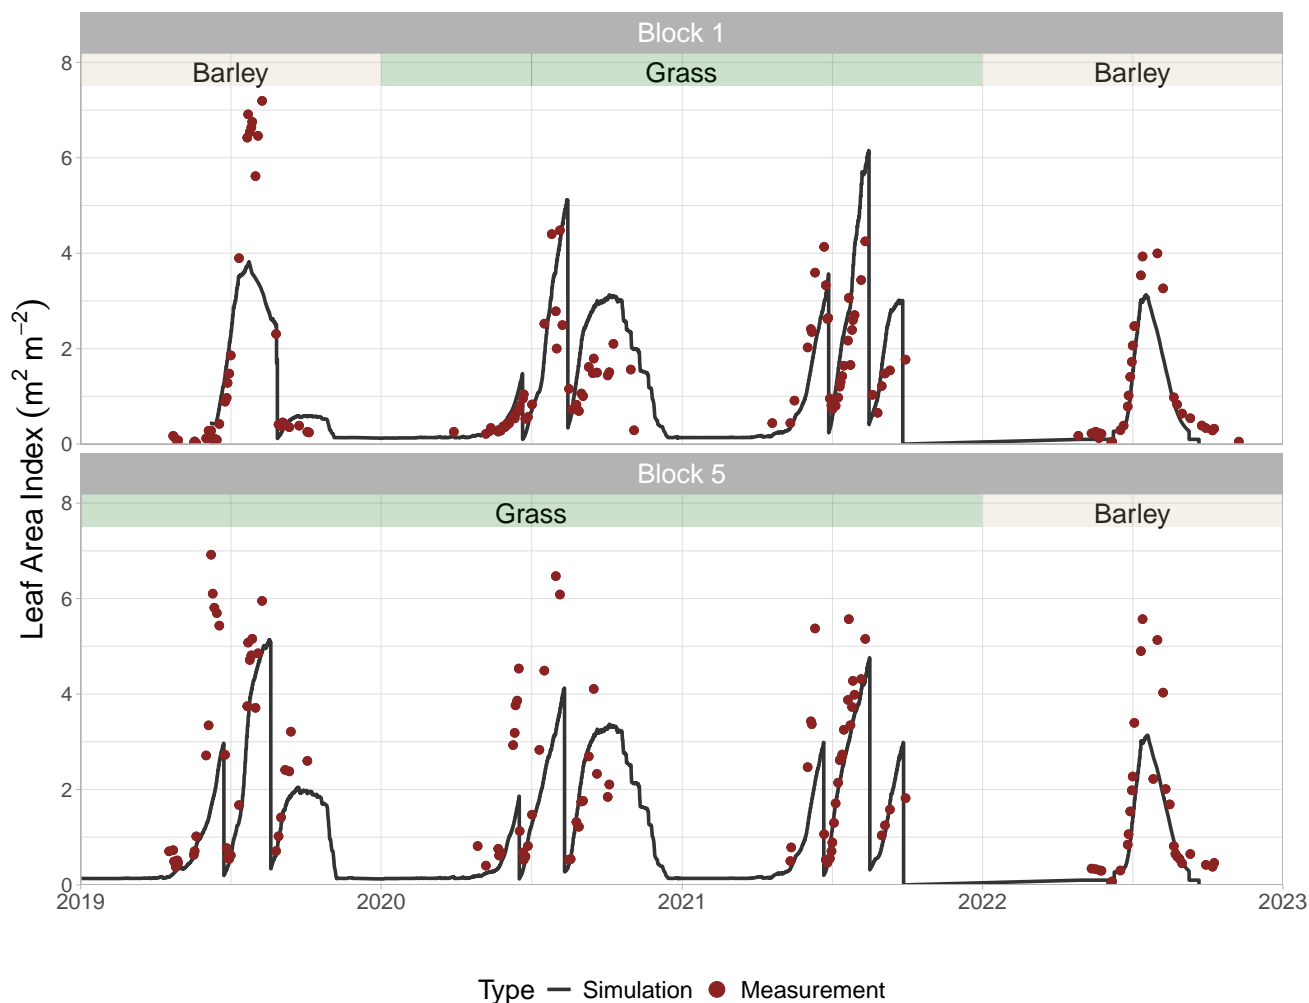 Block 1
Barley Grass Barley
8
6
4
2
0
Leaf Area Index (m² m⁻²)
Block 5
Grass Barley
8
6
4
2
0
2019 2020 2021 2022 2023
Type Simulation Measurement